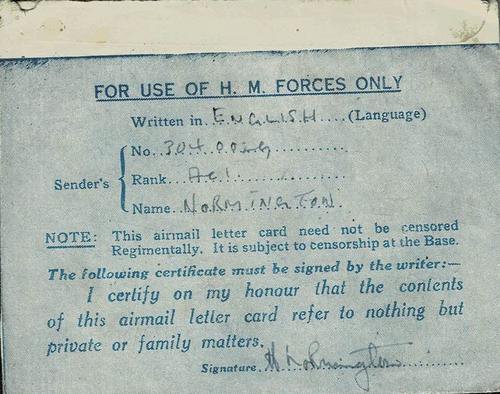 FOR USE OF H. M. FORCES ONLY
Written in ENGLISH (Language)
Sender's
No. 3040029
Rank AC1
Name NORMINGTON
NOTE: This airmail letter card need not be censored
Regimentally. It is subject to censorship at the Base.
The following certificate must be signed by the writer:—
I certify on my honour that the contents
of this airmail letter card refer to nothing but
private or family matters.
Signature H Normington